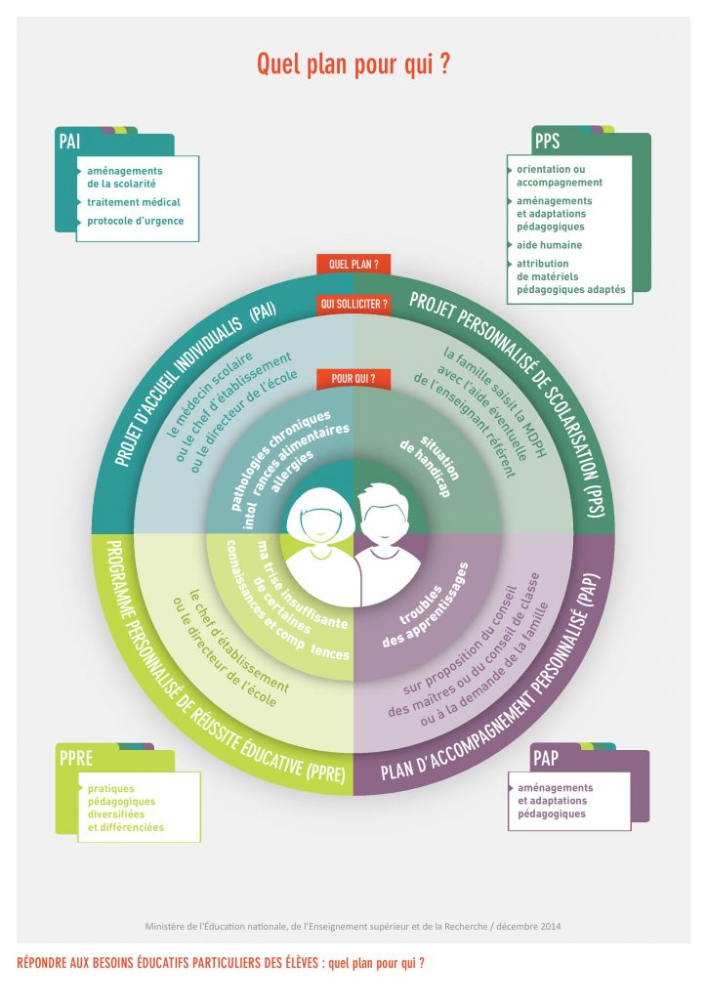 Quel plan pour qui ?
PAI
aménagements
de la scolarité
traitement médical
protocole d'urgence
PPS
orientation ou
accompagnement
aménagements
et adaptations
pédagogiques
aide humaine
attribution
de matériels
pédagogiques adaptés
QUEL PLAN ?
QUI SOLLICITER ?
POUR QUI ?
PROJET D'ACCUEIL INDIVIDUALIS (PAI)
le médecin scolaire
ou le chef d'établissement
ou le directeur de l'école
pathologies chroniques
intol rances alimentaires
allergies
PROJET PERSONNALISÉ DE SCOLARISATION (PPS)
la famille saisit la MDPH
avec l'aide éventuelle
de l'enseignant référent
situation
de handicap
PROGRAMME PERSONNALISÉ DE RÉUSSITE ÉDUCATIVE (PPRE)
le chef d'établissement
ou le directeur de l'école
ma trise insuffisante
de certaines
connaissances et comp tences
PLAN D'ACCOMPAGNEMENT PERSONNALISÉ (PAP)
sur proposition du conseil
des maîtres ou du conseil de classe
ou à la demande de la famille
troubles
des apprentissages
PPRE
pratiques
pédagogiques
diversifiées
et différenciées
PAP
aménagements
et adaptations
pédagogiques
Ministère de l'Éducation nationale, de l'Enseignement supérieur et de la Recherche / décembre 2014
RÉPONDRE AUX BESOINS ÉDUCATIFS PARTICULIERS DES ÉLÈVES : quel plan pour qui ?